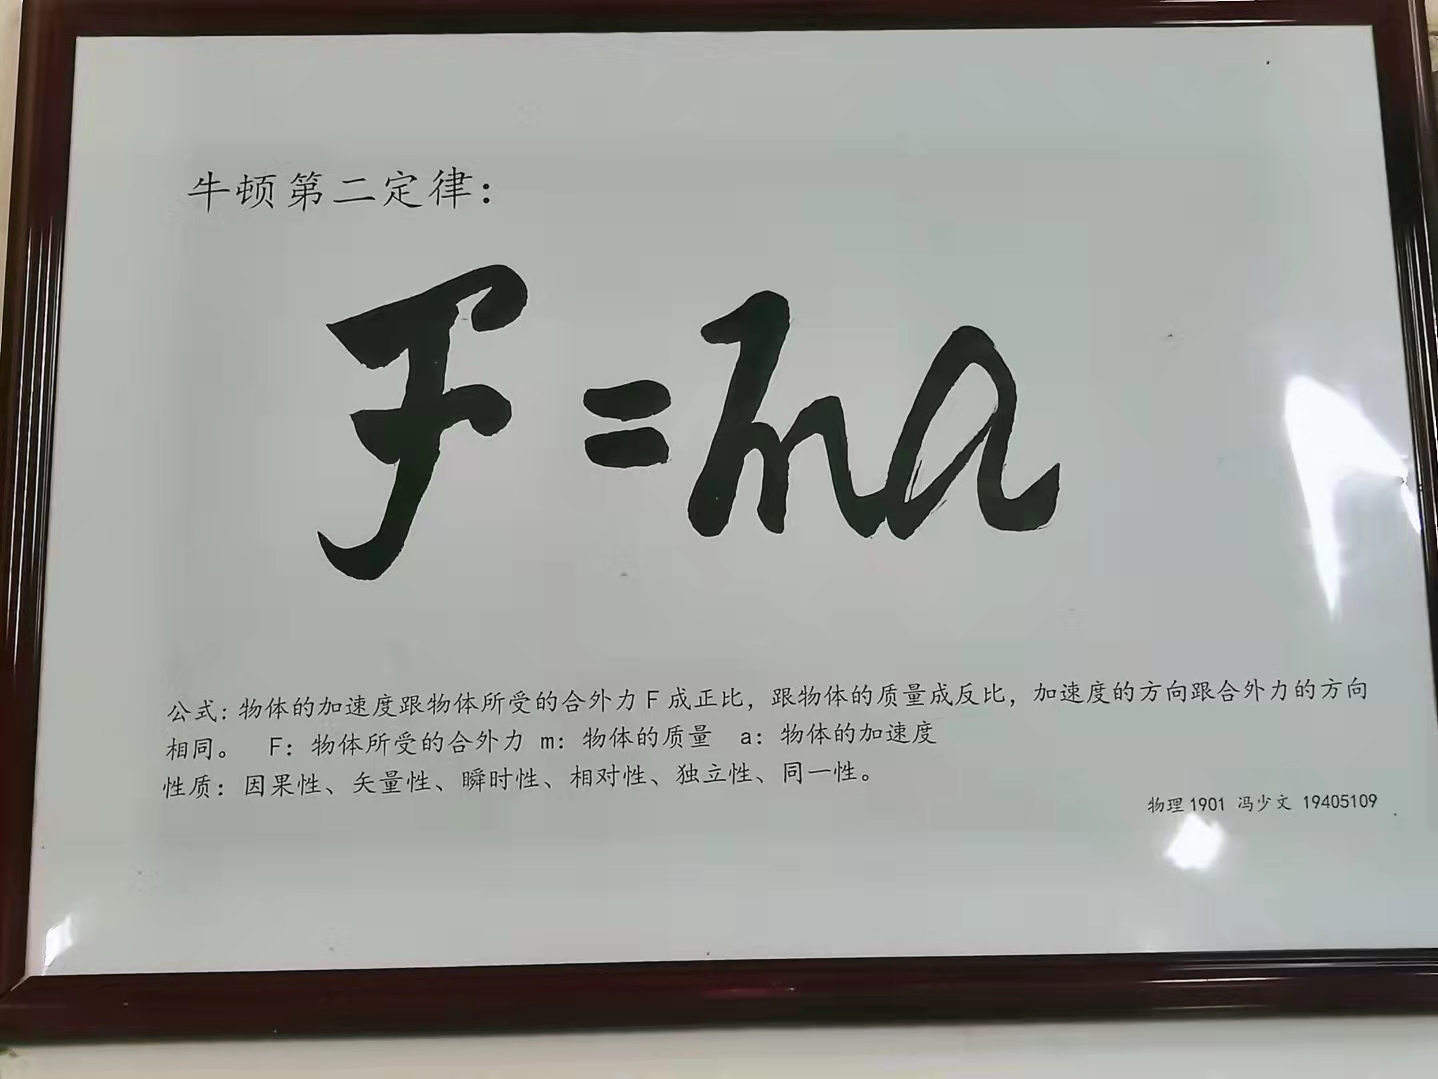 牛顿第二定律：
F=ma
公式：物体的加速度跟物体所受的合外力F成正比，跟物体的质量成反比，加速度的方向跟合外力的方向
相同。 F：物体所受的合外力 m：物体的质量 a：物体的加速度
性质：因果性、矢量性、瞬时性、相对性、独立性、同一性。
物理1901 冯少文 19405109